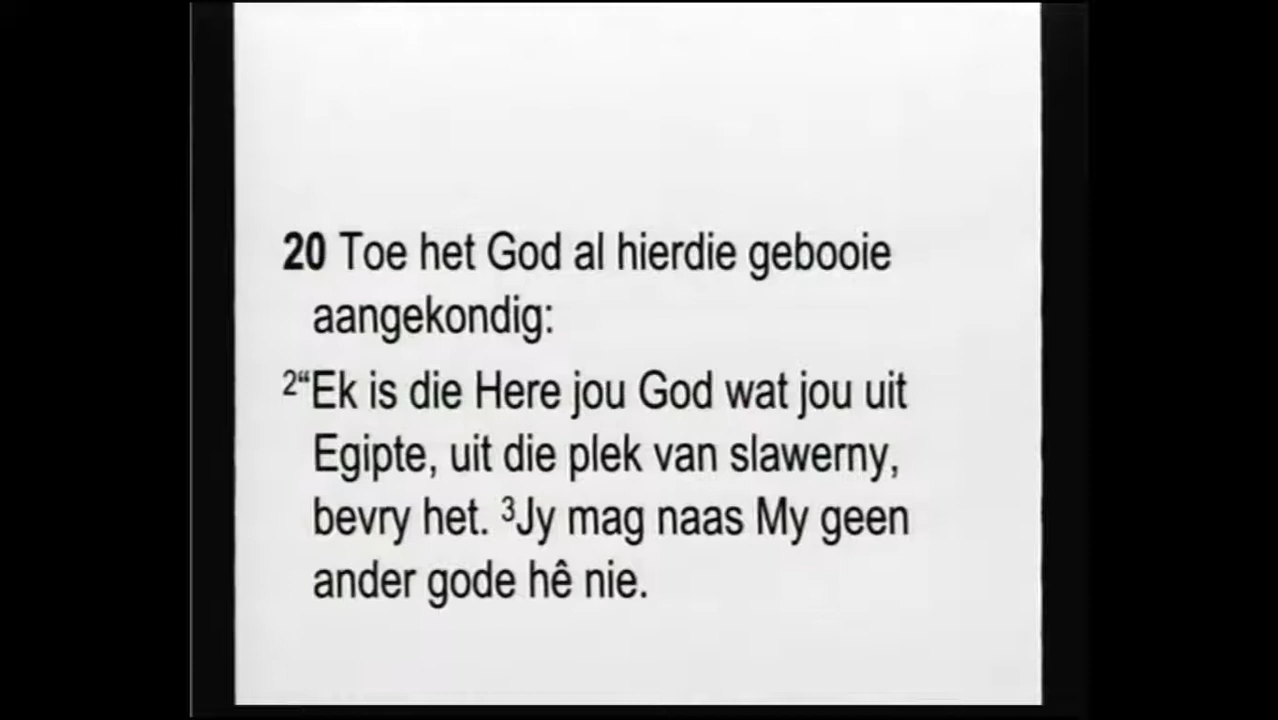 20 Toe het God al hierdie gebooie
aangekondig:
2“Ek is die Here jou God wat jou uit
Egipte, uit die plek van slawerny,
bevry het. 3Jy mag naas My geen
ander gode hê nie.